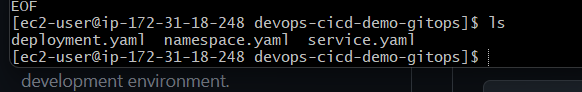 EOF
[ec2-user@ip-172-31-18-248 devops-cicd-demo-gitops]$ ls
deployment.yaml  namespace.yaml  service.yaml
[ec2-user@ip-172-31-18-248 devops-cicd-demo-gitops]$
development environment.